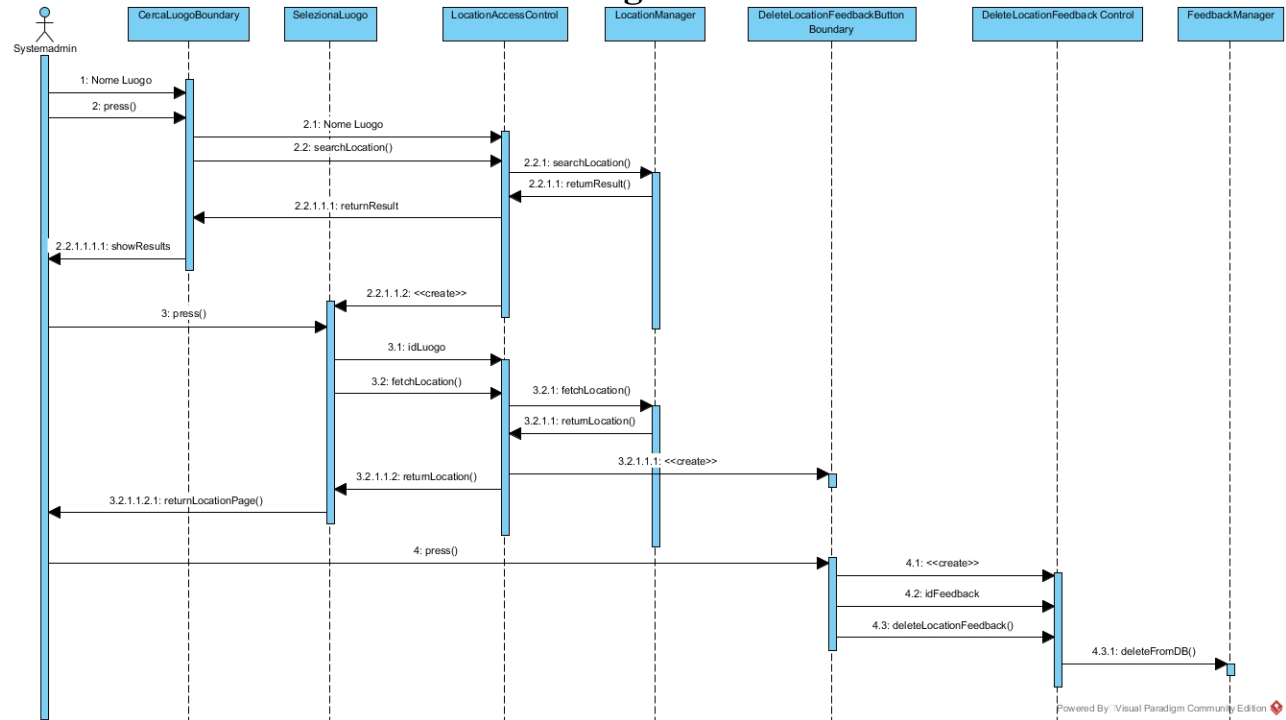 CercaLuogoBoundary
SelezionaLuogo
LocationAccessControl
LocationManager
DeleteLocationFeedbackButton
Boundary
DeleteLocationFeedback Control
FeedbackManager
Systemadmin
1: Nome Luogo
2: press()
2.1: Nome Luogo
2.2: searchLocation()
2.2.1: searchLocation()
2.2.1.1: returnResult()
2.2.1.1.1: returnResult
2.2.1.1.1.1: showResults
2.2.1.1.2: <<create>>
3: press()
3.1: idLuogo
3.2: fetchLocation()
3.2.1: fetchLocation()
3.2.1.1: returnLocation()
3.2.1.1.1: <<create>>
3.2.1.1.2: returnLocation()
3.2.1.1.2.1: returnLocationPage()
4: press()
4.1: <<create>>
4.2: idFeedback
4.3: deleteLocationFeedback()
4.3.1: deleteFromDB()
Powered By Visual Paradigm Community Edition